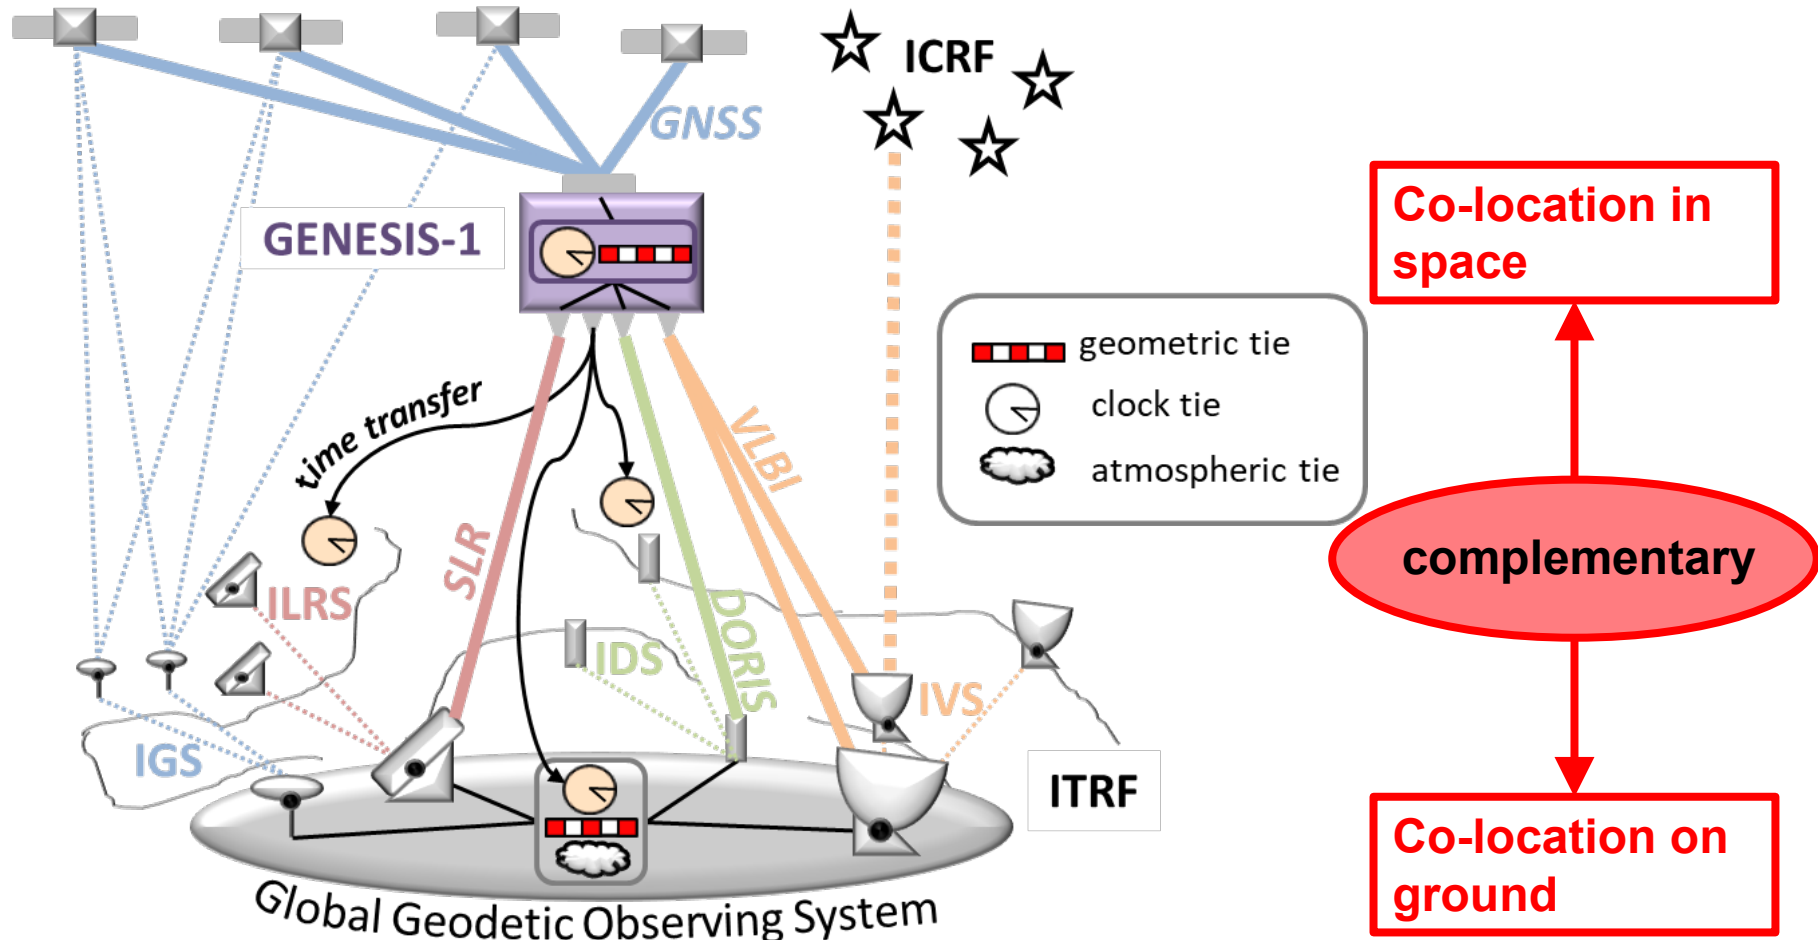 ICRF
GNSS
GENESIS-1
Co-location in
space
geometric tie
clock tie
atmospheric tie
time transfer
VLBI
SLR
complementary
ILRS
DORIS
IDS
IVS
IGS
ITRF
Co-location on
ground
Global Geodetic Observing System